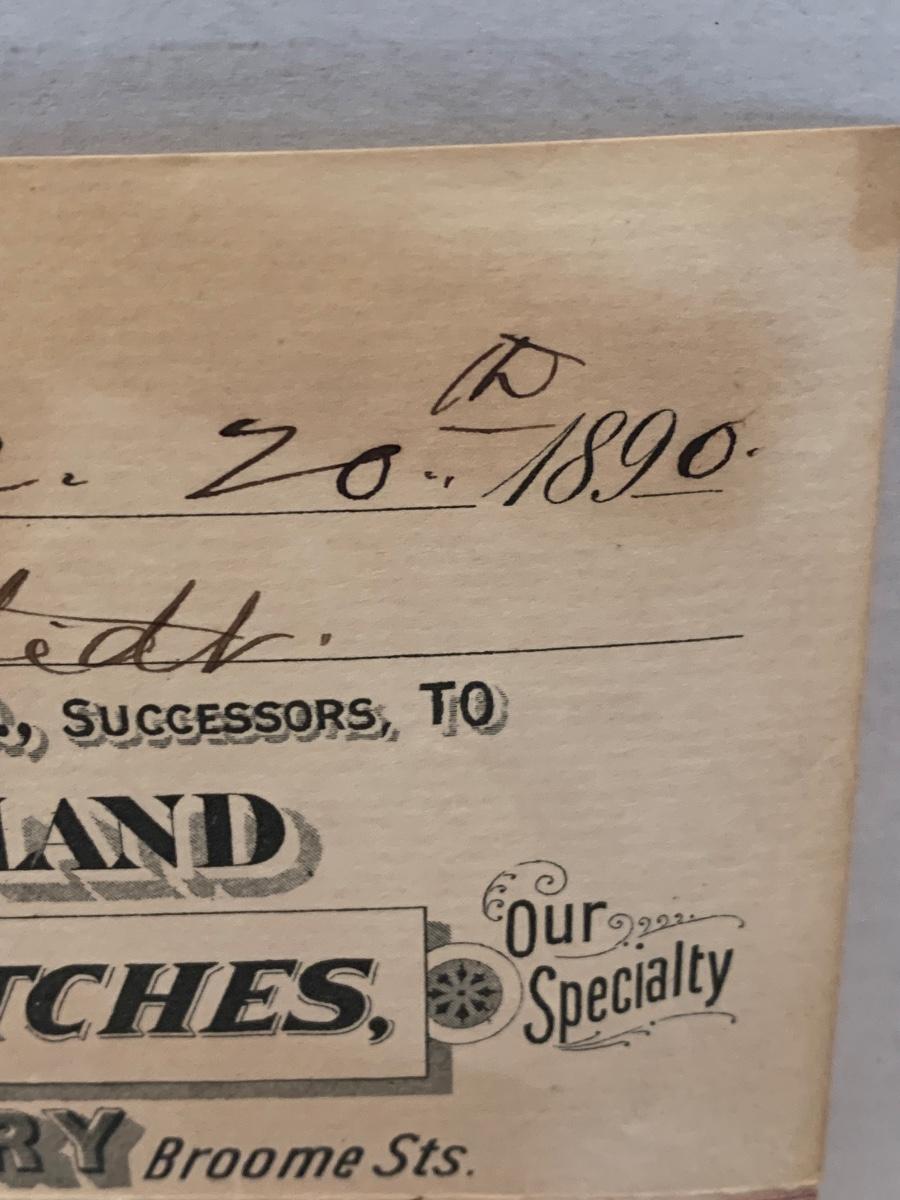 20th 1890.
., SUCCESSORS, TO
LAND
TCHES,
Our
Specialty
RY Broome Sts.